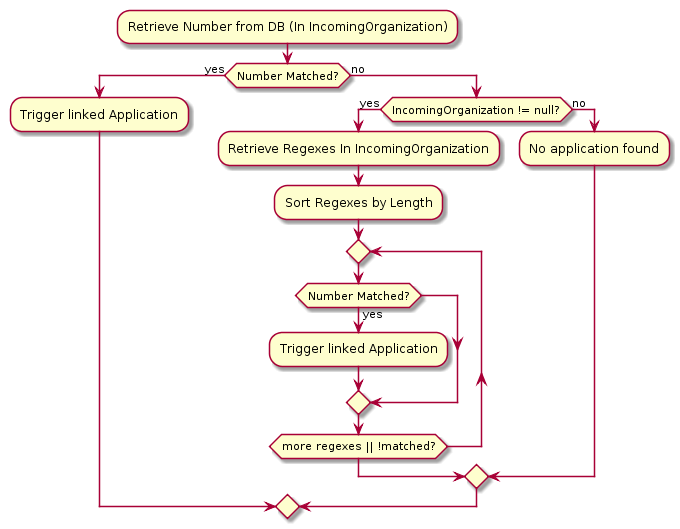 Retrieve Number from DB (In IncomingOrganization)
yes
Number Matched?
no
Trigger linked Application
yes
IncomingOrganization != null?
no
Retrieve Regexes In IncomingOrganization
No application found
Sort Regexes by Length
Number Matched?
yes
Trigger linked Application
more regexes || !matched?